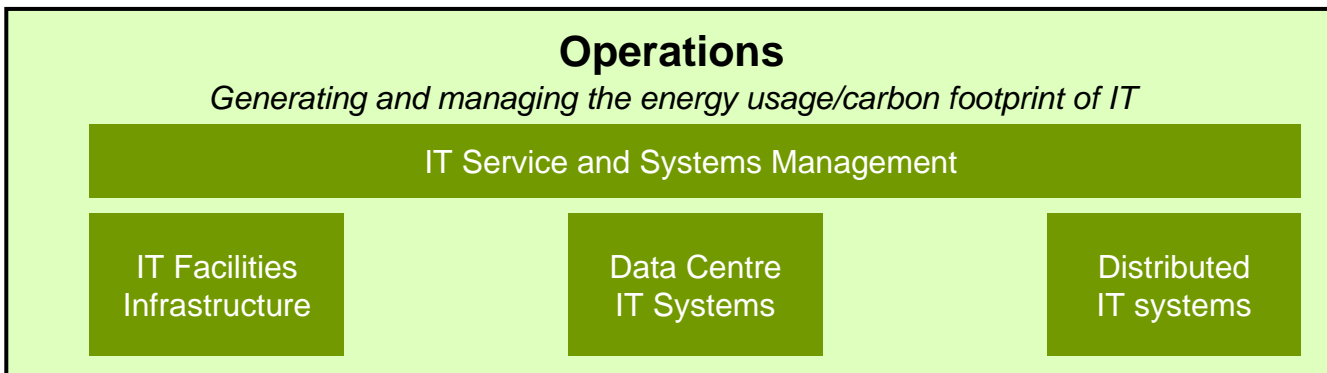 Operations
Generating and managing the energy usage/carbon footprint of IT
IT Service and Systems Management
IT Facilities
Infrastructure
Data Centre
IT Systems
Distributed
IT systems